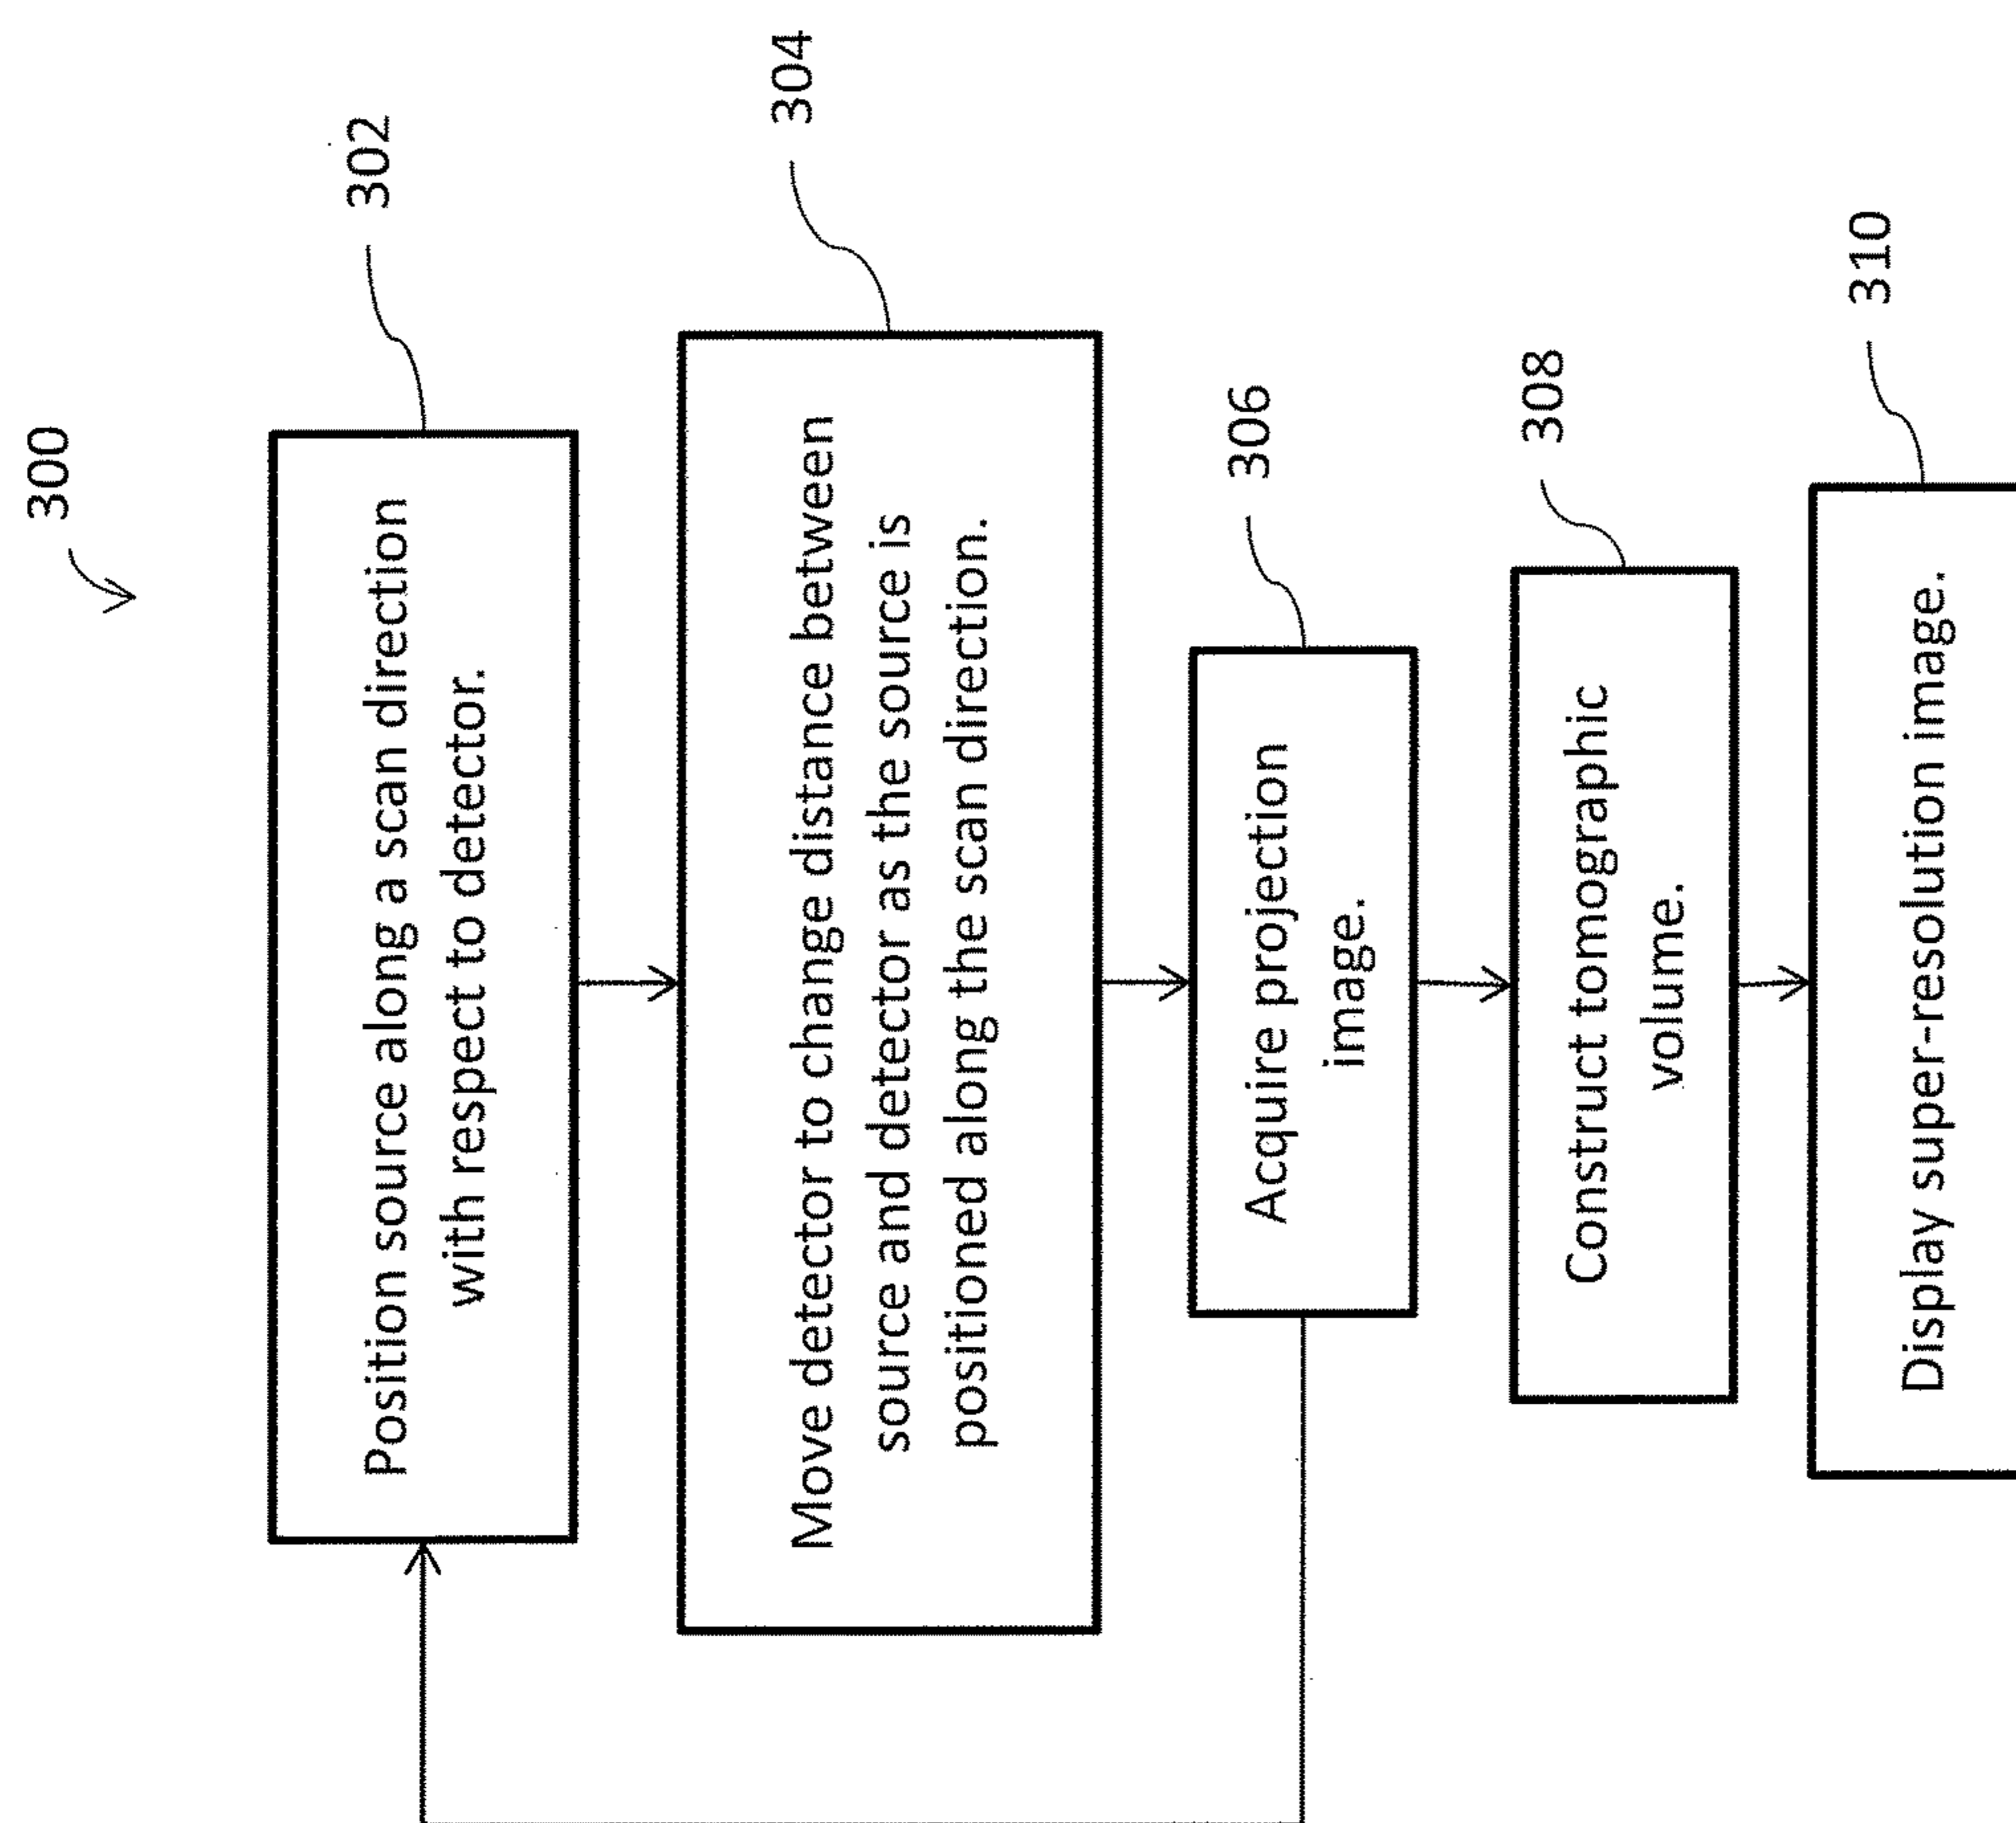 300
302
Position source along a scan direction
with respect to detector.
304
Move detector to change distance between
source and detector as the source is
positioned along the scan direction.
306
Acquire projection
image.
308
Construct tomographic
volume.
310
Display super-resolution image.